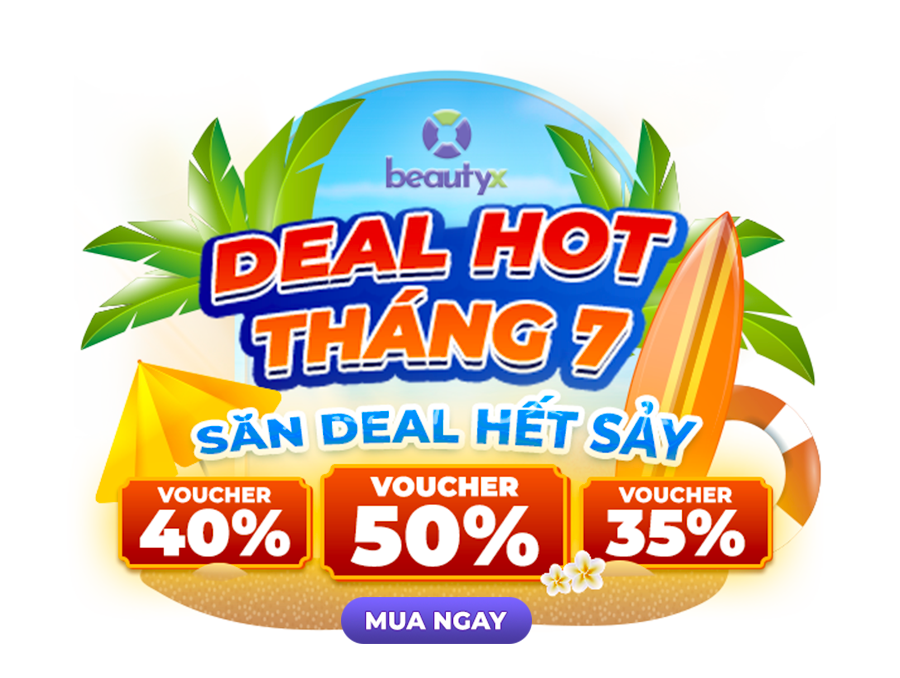 beautyx
DEAL HOT
THÁNG 7
SĂN DEAL HẾT SẢY
VOUCHER
40%
VOUCHER
50%
VOUCHER
35%
MUA NGAY